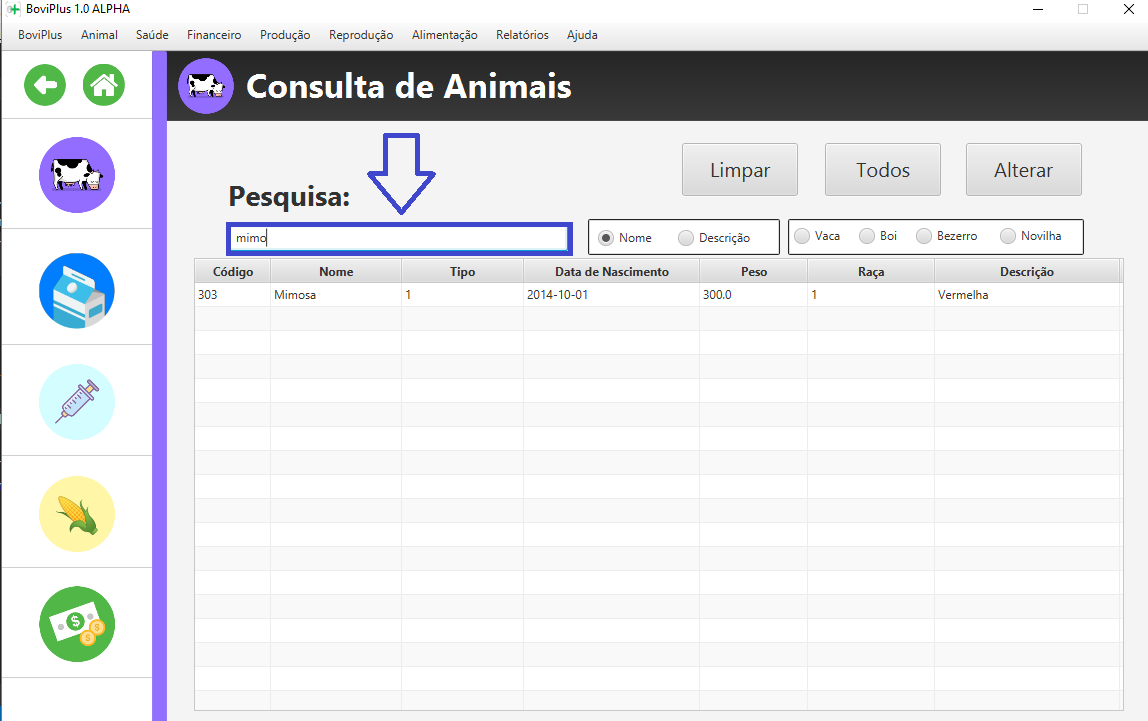 BoviPlus 1.0 ALPHA
BoviPlus Animal Saúde Financeiro Produção Reprodução Alimentação Relatórios Ajuda
Consulta de Animais
Limpar Todos Alterar
Pesquisa:
mimo Nome Descrição Vaca Boi Bezerro Novilha
Código Nome Tipo Data de Nascimento Peso Raça Descrição
303 Mimosa 1 2014-10-01 300.0 1 Vermelha
$
$
$